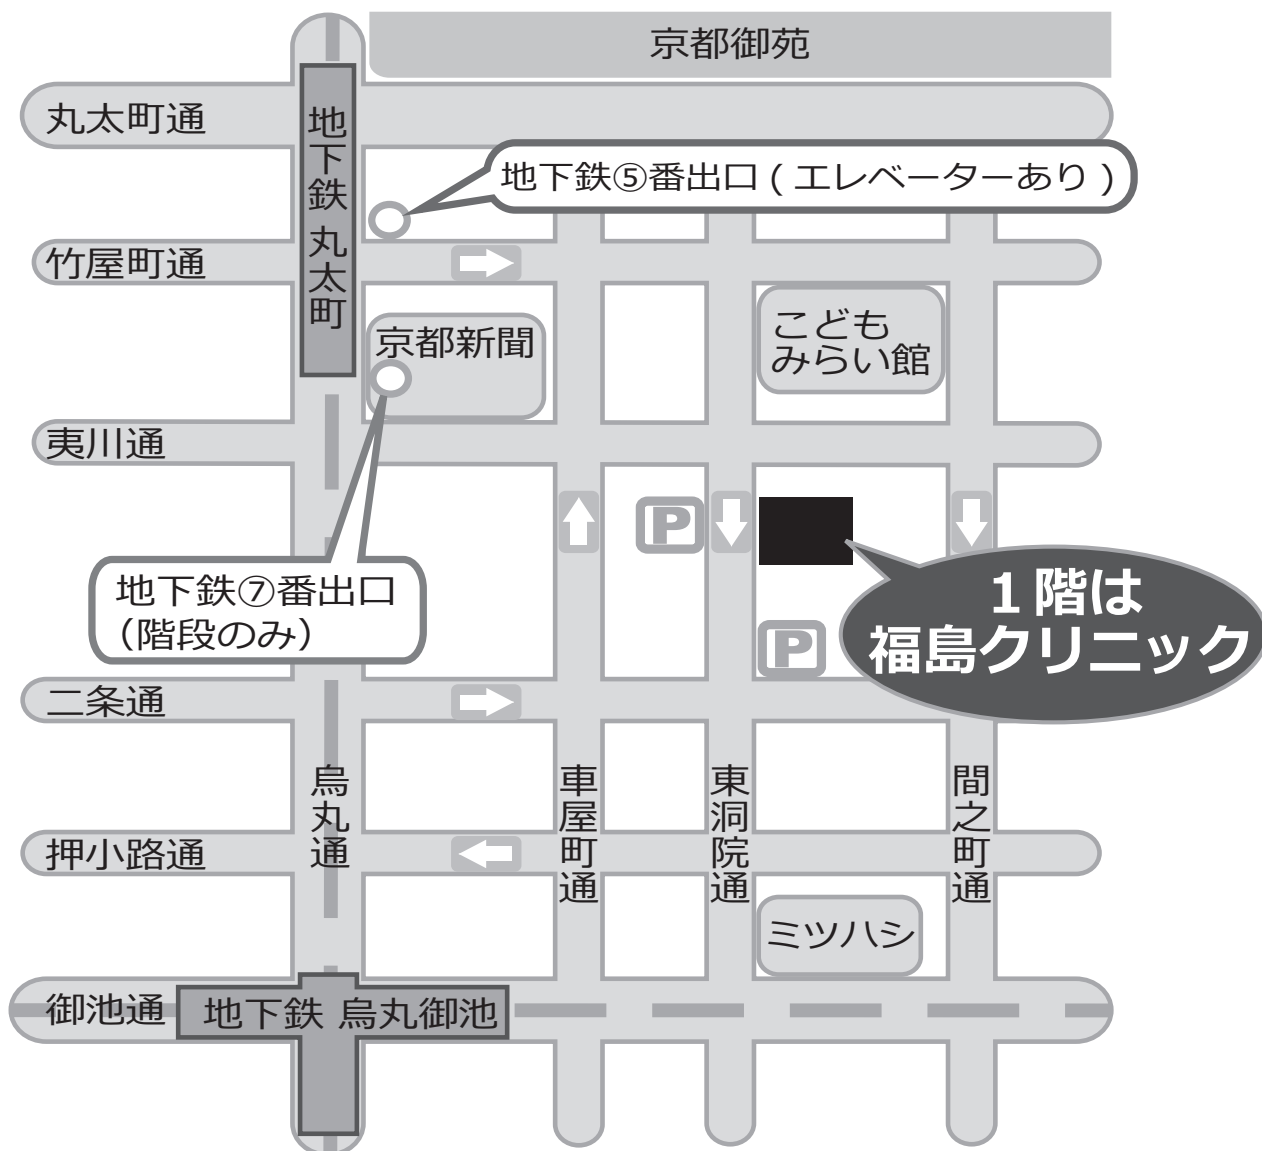 京都御苑
丸太町通
地下鉄 丸太町
地下鉄⑤番出口(エレベーターあり)
竹屋町通
京都新聞
こども
みらい館
夷川通
P
地下鉄⑦番出口
(階段のみ)
1階は
福島クリニック
P
二条通
烏丸通
車屋町通
東洞院通
間之町通
押小路通
ミツハシ
御池通
地下鉄 烏丸御池